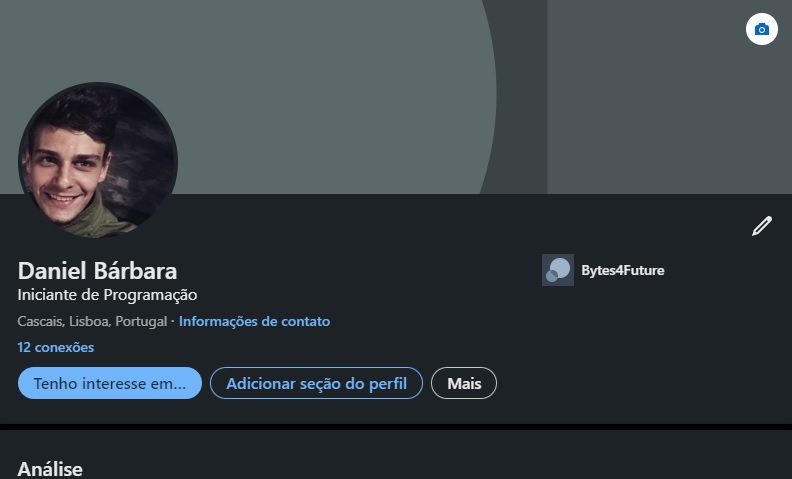 Daniel Bárbara
Bytes4Future
Iniciante de Programação
Cascais, Lisboa, Portugal · Informações de contato
12 conexões
Tenho interesse em...
Adicionar seção do perfil
Mais
Análise